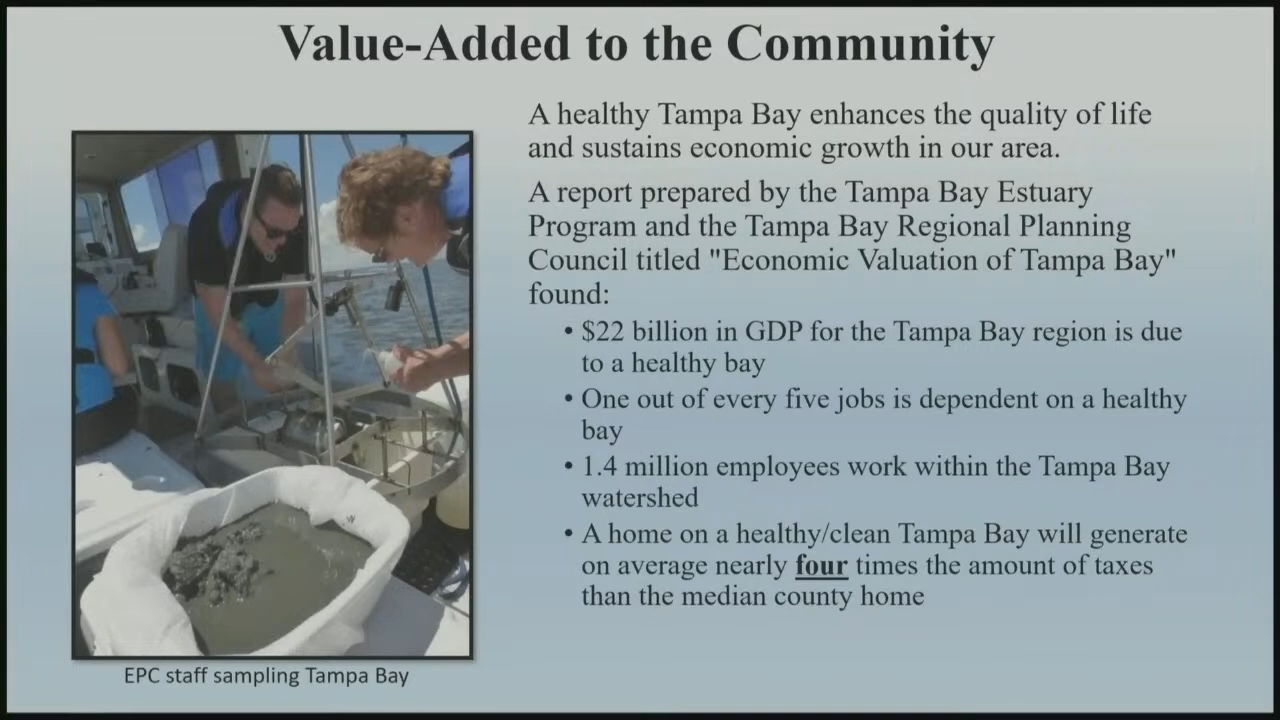 Value-Added to the Community
A healthy Tampa Bay enhances the quality of life
and sustains economic growth in our area.
A report prepared by the Tampa Bay Estuary
Program and the Tampa Bay Regional Planning
Council titled "Economic Valuation of Tampa Bay"
found:
• $22 billion in GDP for the Tampa Bay region is due
to a healthy bay
• One out of every five jobs is dependent on a healthy
bay
• 1.4 million employees work within the Tampa Bay
watershed
• A home on a healthy/clean Tampa Bay will generate
on average nearly four times the amount of taxes
than the median county home
EPC staff sampling Tampa Bay